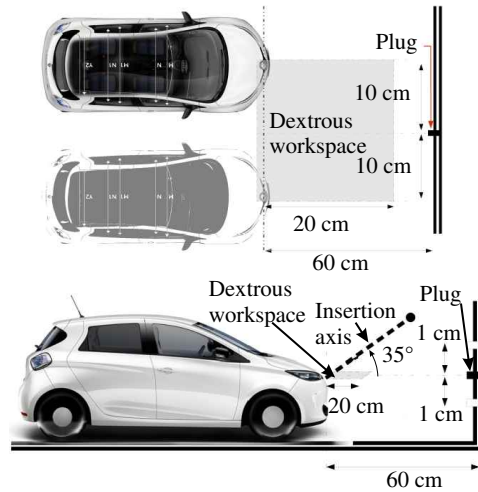 Plug
10 cm
Dextrous
workspace
10 cm
20 cm
60 cm
Dextrous
workspace
Insertion
axis
Plug
1 cm
35°
20 cm
1 cm
60 cm